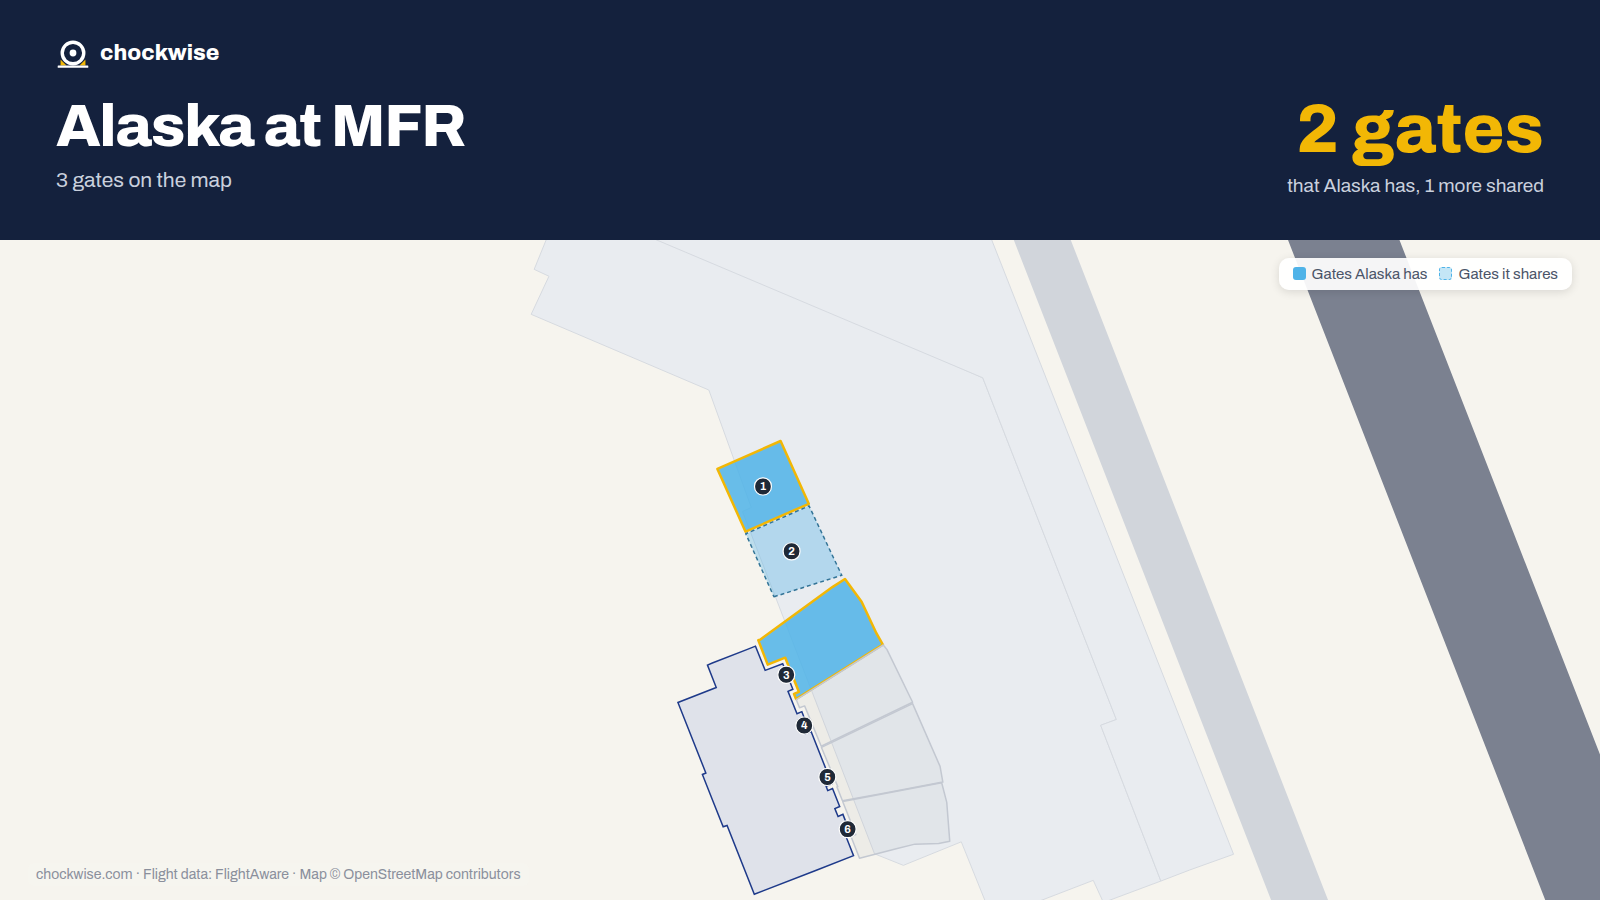 chockwise
Alaska at MFR
3 gates on the map
2 gates
that Alaska has, 1 more shared
Gates Alaska has
Gates it shares
1
2
3
4
5
6
chockwise.com · Flight data: FlightAware · Map © OpenStreetMap contributors